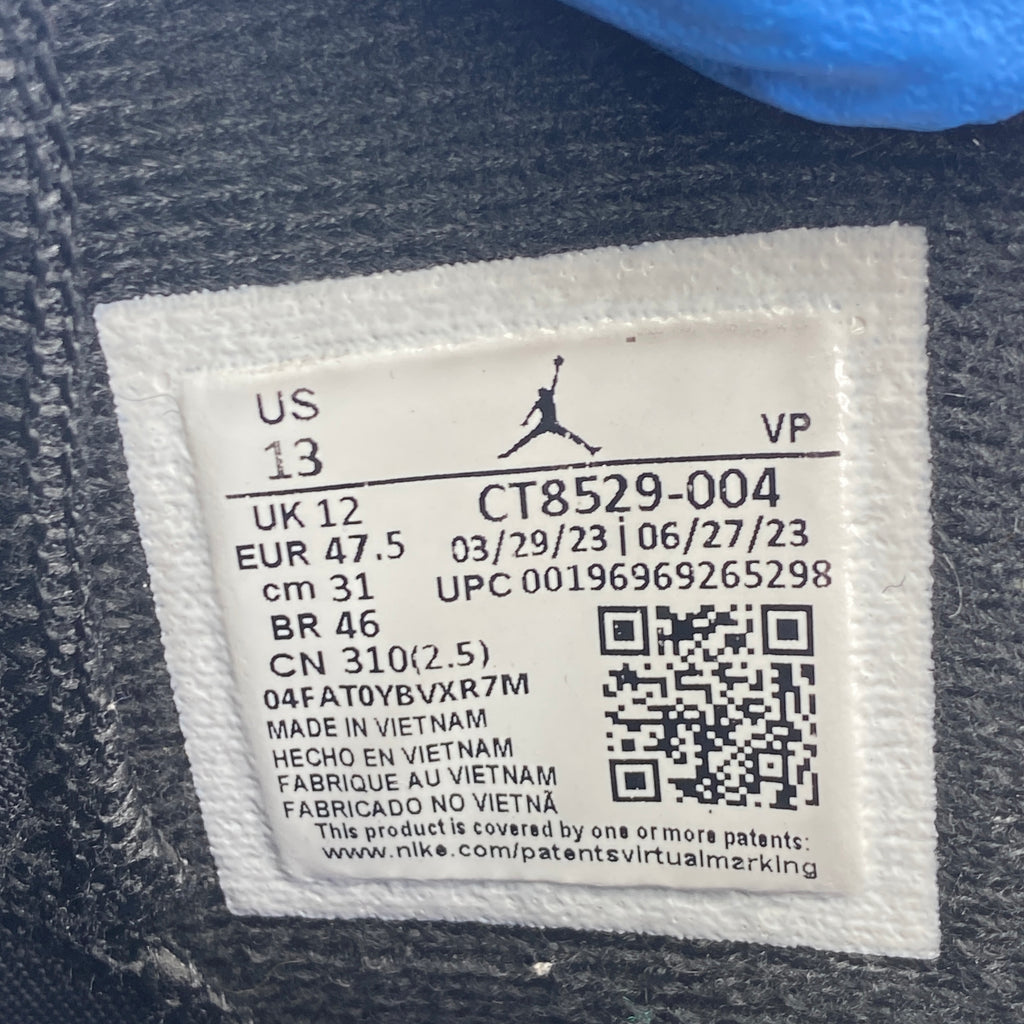 US
13
VP
UK 12
EUR 47.5
cm 31
BR 46
CN 310(2.5)
CT8529-004
03/29/23 | 06/27/23
UPC 00196969265298
04FAT0YBVXR7M
MADE IN VIETNAM
HECHO EN VIETNAM
FABRIQUE AU VIETNAM
FABRICADO NO VIETNÃ
This product is covered by one or more patents:
www.nike.com/patentsvirtualmarking